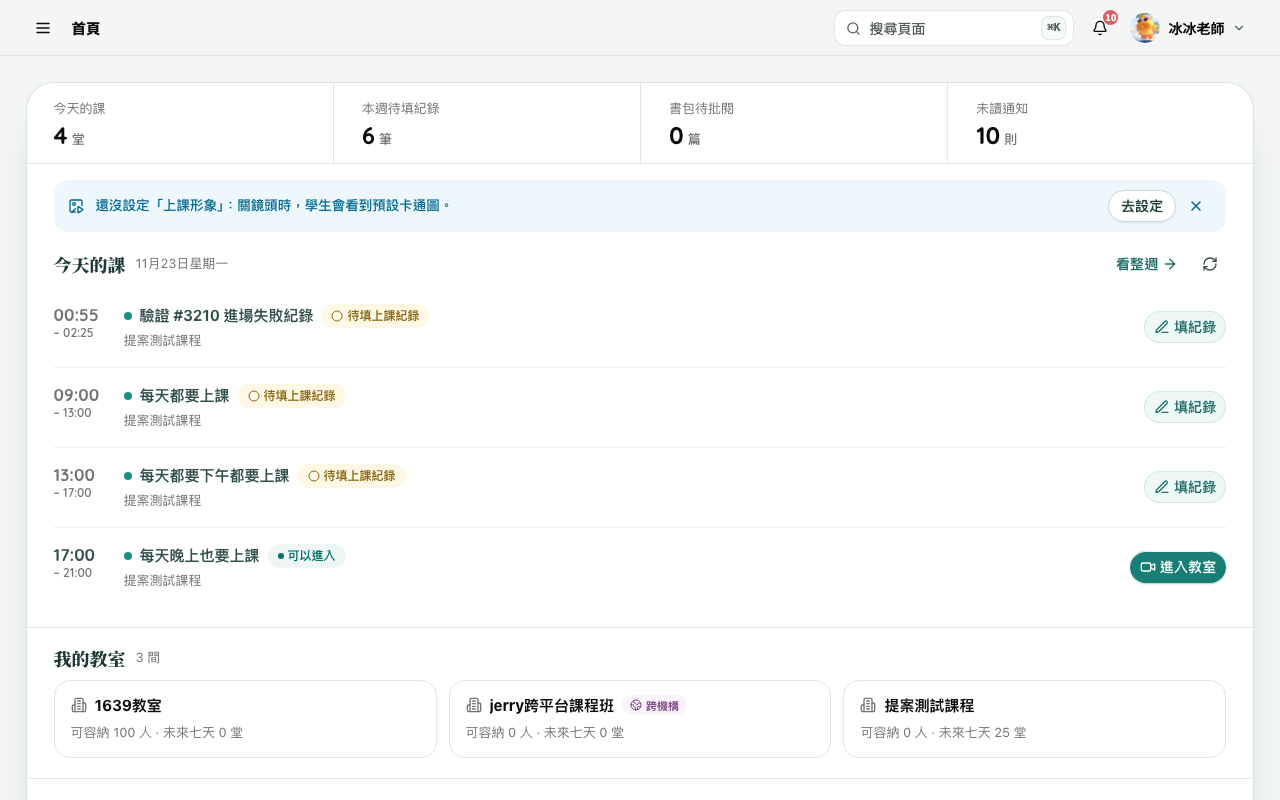 首頁
搜尋頁面
⌘K
10
冰冰老師
今天的課
4 堂
本週待填紀錄
6 筆
書包待批閱
0 篇
未讀通知
10 則
還沒設定「上課形象」：關鏡頭時，學生會看到預設卡通圖。
去設定
今天的課 11月23日星期一
看整週
00:55
– 02:25
驗證 #3210 進場失敗紀錄 待填上課紀錄
提案測試課程
填紀錄
09:00
– 13:00
每天都要上課 待填上課紀錄
提案測試課程
填紀錄
13:00
– 17:00
每天都要下午都要上課 待填上課紀錄
提案測試課程
填紀錄
17:00
– 21:00
每天晚上也要上課 可以進入
提案測試課程
進入教室
我的教室 3 間
1639教室
可容納 100 人 · 未來七天 0 堂
jerry跨平台課程班 跨機構
可容納 0 人 · 未來七天 0 堂
提案測試課程
可容納 0 人 · 未來七天 25 堂